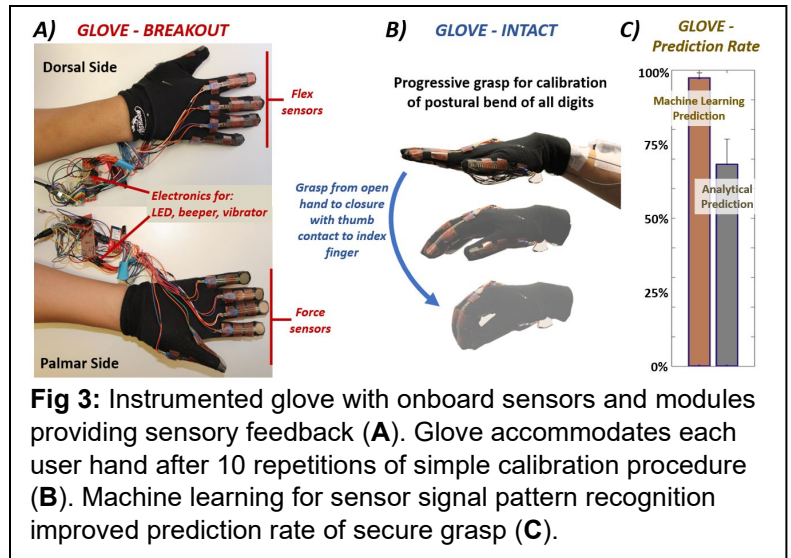 A) GLOVE - BREAKOUT
Dorsal Side
Flex
sensors
Electronics for:
LED, beeper, vibrator
Force
sensors
Palmar Side
B) GLOVE - INTACT
Progressive grasp for calibration
of postural bend of all digits
Grasp from open
hand to closure
with thumb
contact to index
finger
C) GLOVE -
Prediction Rate
100%
Machine Learning
Prediction
75%
Analytical
Prediction
50%
25%
0%
Fig 3: Instrumented glove with onboard sensors and modules
providing sensory feedback (A). Glove accommodates each
user hand after 10 repetitions of simple calibration procedure
(B). Machine learning for sensor signal pattern recognition
improved prediction rate of secure grasp (C).